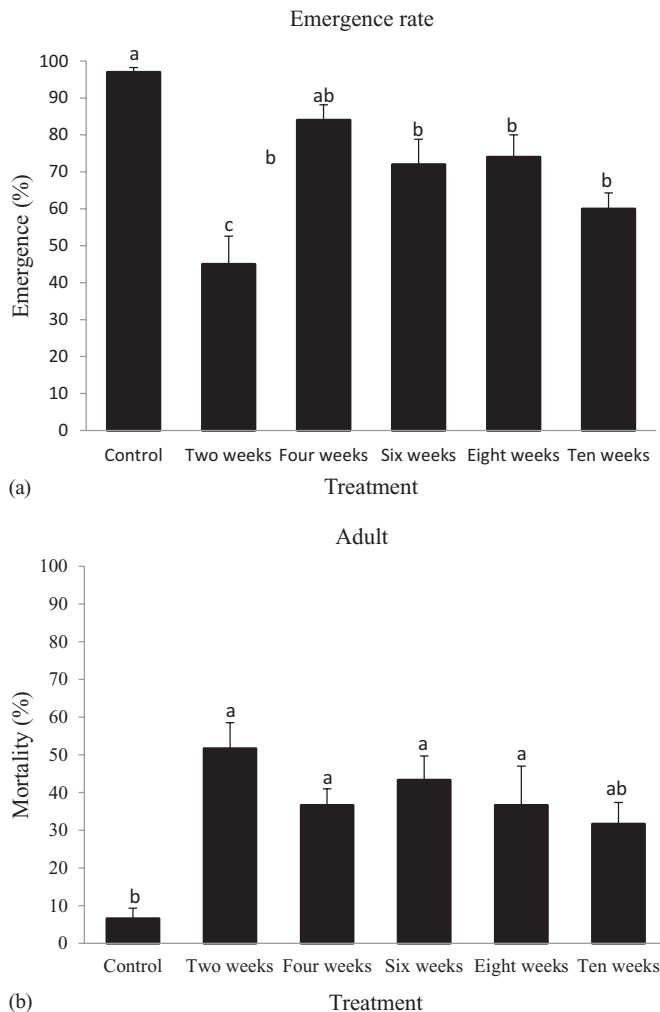 Emergence rate
100
90
80
70
60
50
40
30
20
10
0
Emergence (%)
a
c
b
ab
b
b
b
Control Two weeks Four weeks Six weeks Eight weeks Ten weeks
(a) Treatment
Adult
100
90
80
70
60
50
40
30
20
10
0
Mortality (%)
b
a
a
a
a
ab
Control Two weeks Four weeks Six weeks Eight weeks Ten weeks
(b) Treatment